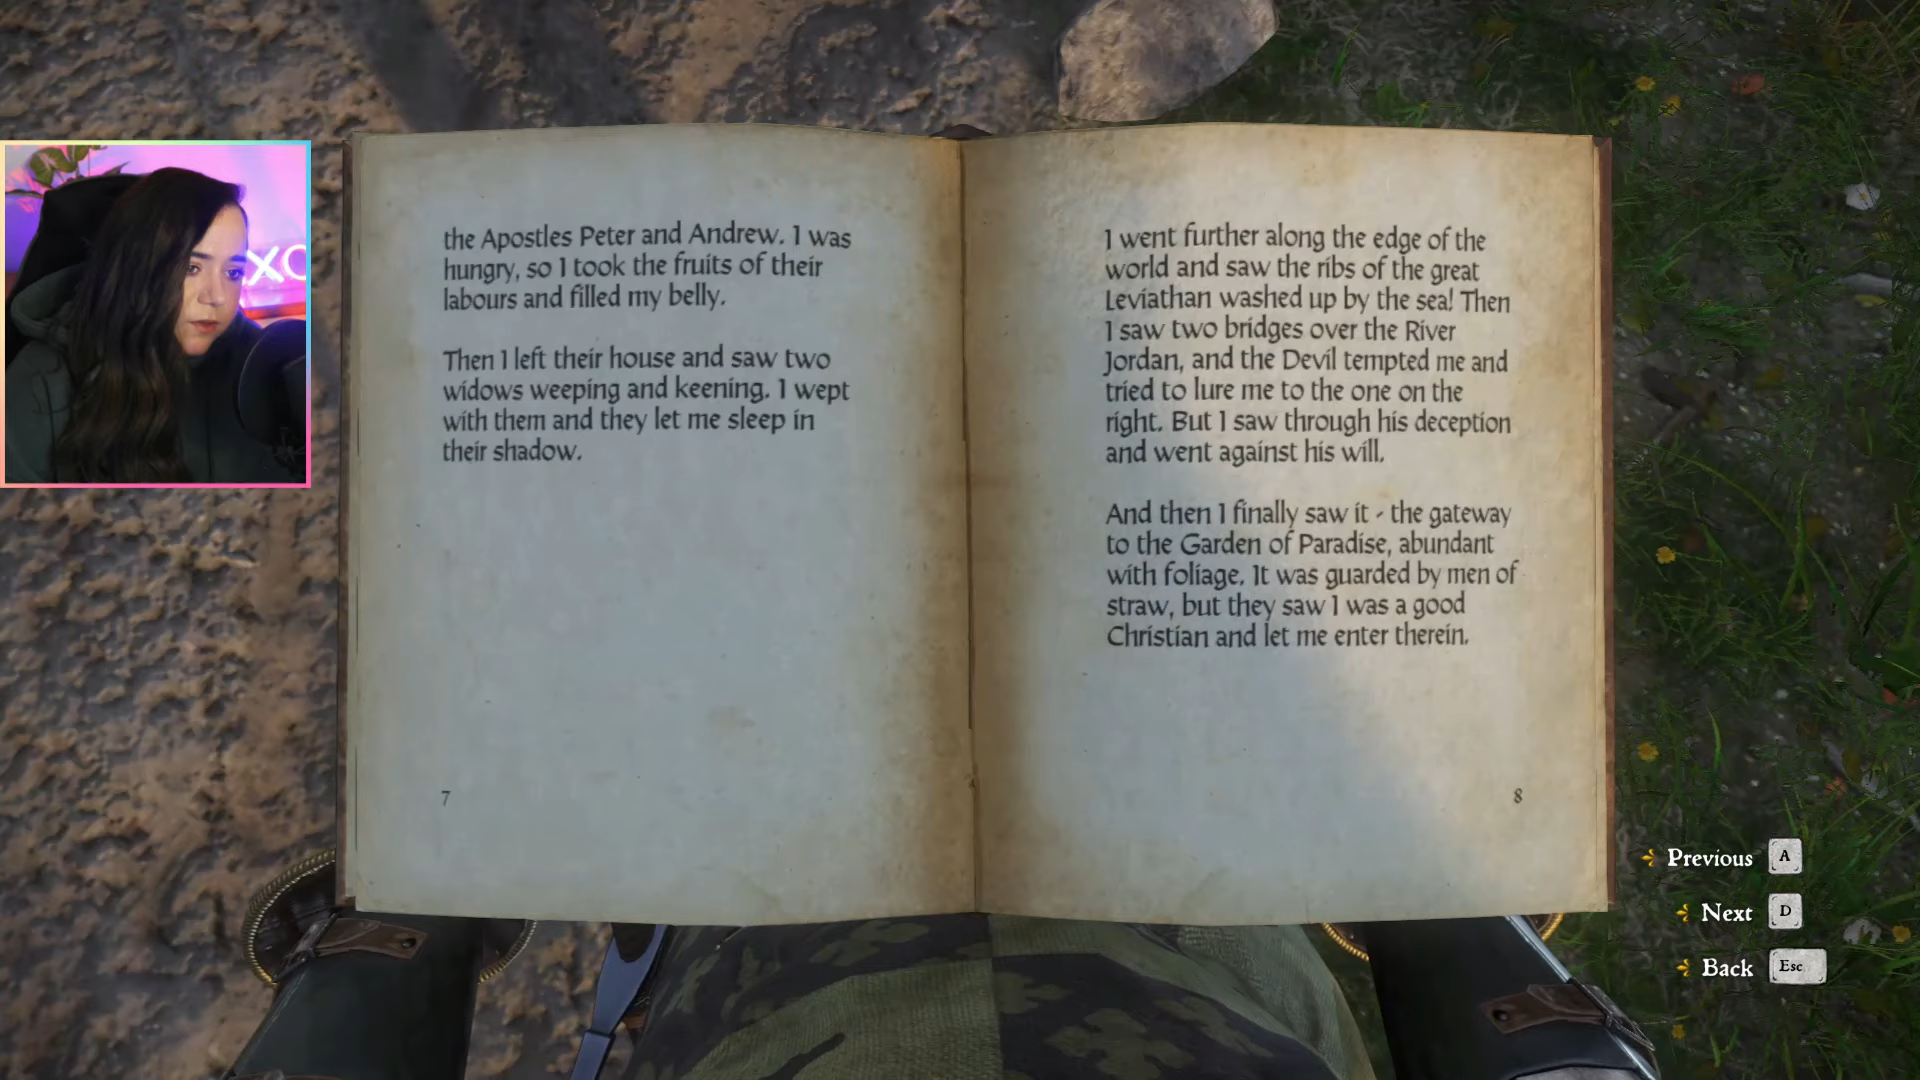 the Apostles Peter and Andrew. I was
hungry, so I took the fruits of their
labours and filled my belly.
Then I left their house and saw two
widows weeping and keening. I wept
with them and they let me sleep in
their shadow.
7
I went further along the edge of the
world and saw the ribs of the great
Leviathan washed up by the sea! Then
I saw two bridges over the River
Jordan, and the Devil tempted me and
tried to lure me to the one on the
right. But I saw through his deception
and went against his will.
And then I finally saw it - the gateway
to the Garden of Paradise, abundant
with foliage. It was guarded by men of
straw, but they saw I was a good
Christian and let me enter therein.
8
XO
Previous A
Next D
Back Esc